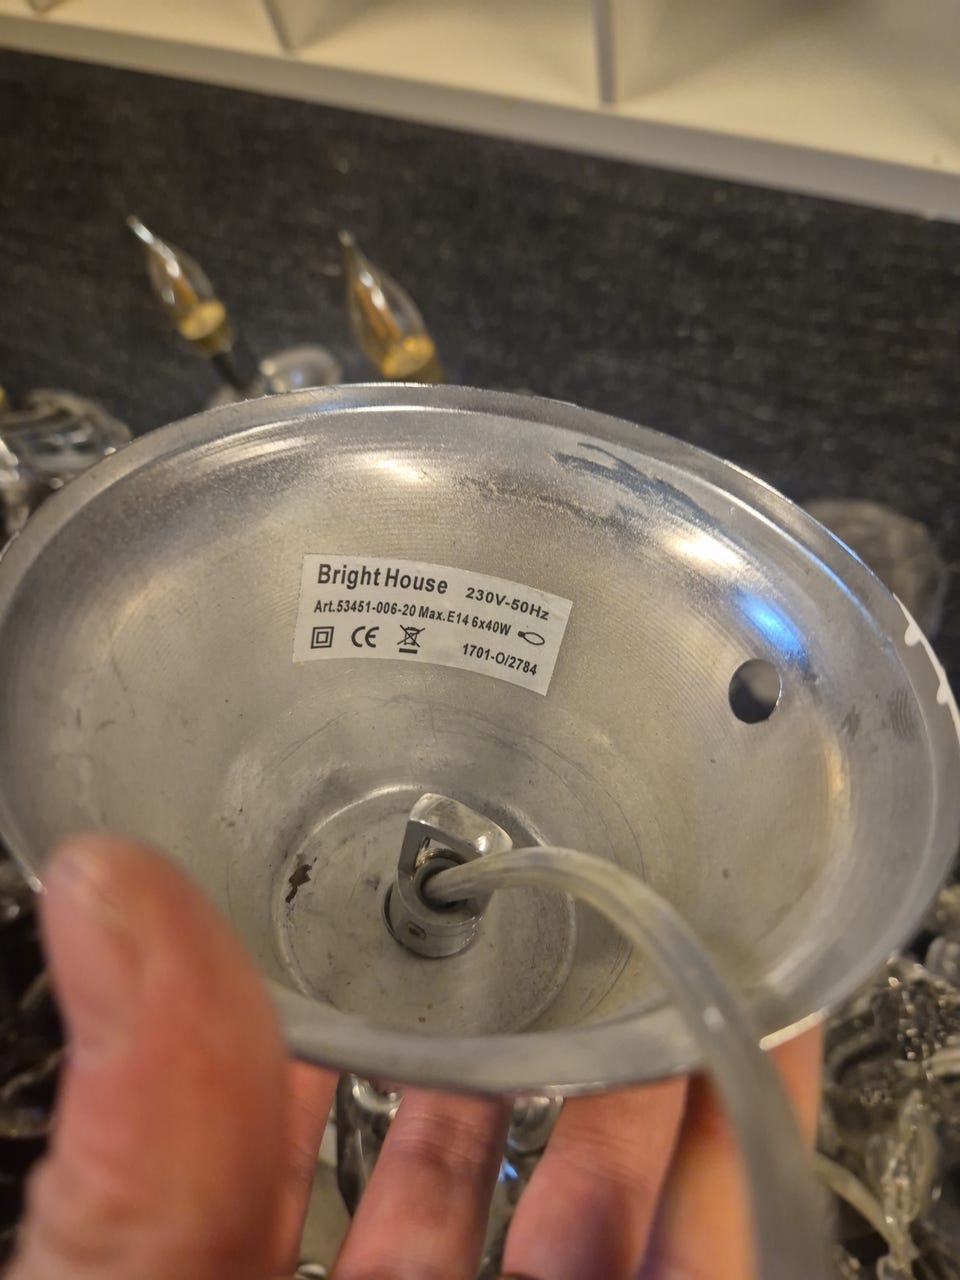 Bright House 230V-50Hz
Art.53451-006-20 Max.E14 6x40W
CE 1701-O/2784